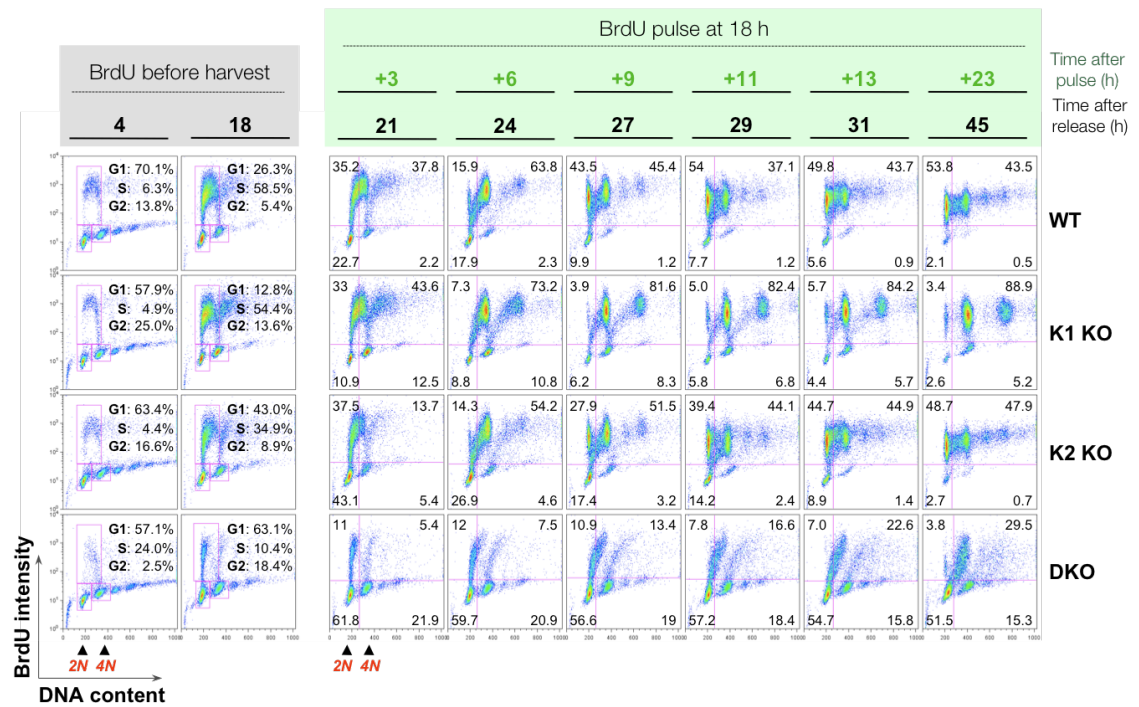 BrdU pulse at 18 h
BrdU before harvest
Time after pulse (h)
+3 +6 +9 +11 +13 +23
Time after release (h)
4 18 21 24 27 29 31 45
G1: 70.1%
S: 6.3%
G2: 13.8%
G1: 26.3%
S: 58.5%
G2: 5.4%
35.2 37.8 15.9 63.8 43.5 45.4 54 37.1 49.8 43.7 53.8 43.5
WT
22.7 2.2 17.9 2.3 9.9 1.2 7.7 1.2 5.6 0.9 2.1 0.5
G1: 57.9%
S: 4.9%
G2: 25.0%
G1: 12.8%
S: 54.4%
G2: 13.6%
33 43.6 7.3 73.2 3.9 81.6 5.0 82.4 5.7 84.2 3.4 88.9
K1 KO
10.9 12.5 8.8 10.8 6.2 8.3 5.8 6.8 4.4 5.7 2.6 5.2
G1: 63.4%
S: 4.4%
G2: 16.6%
G1: 43.0%
S: 34.9%
G2: 8.9%
37.5 13.7 14.3 54.2 27.9 51.5 39.4 44.1 44.7 44.9 48.7 47.9
K2 KO
43.1 5.4 26.9 4.6 17.4 3.2 14.2 2.4 8.9 1.4 2.7 0.7
G1: 57.1%
S: 24.0%
G2: 2.5%
G1: 63.1%
S: 10.4%
G2: 18.4%
11 5.4 12 7.5 10.9 13.4 7.8 16.6 7.0 22.6 3.8 29.5
DKO
61.8 21.9 59.7 20.9 56.6 19 57.2 18.4 54.7 15.8 51.5 15.3
BrdU intensity
2N 4N
2N 4N
DNA content